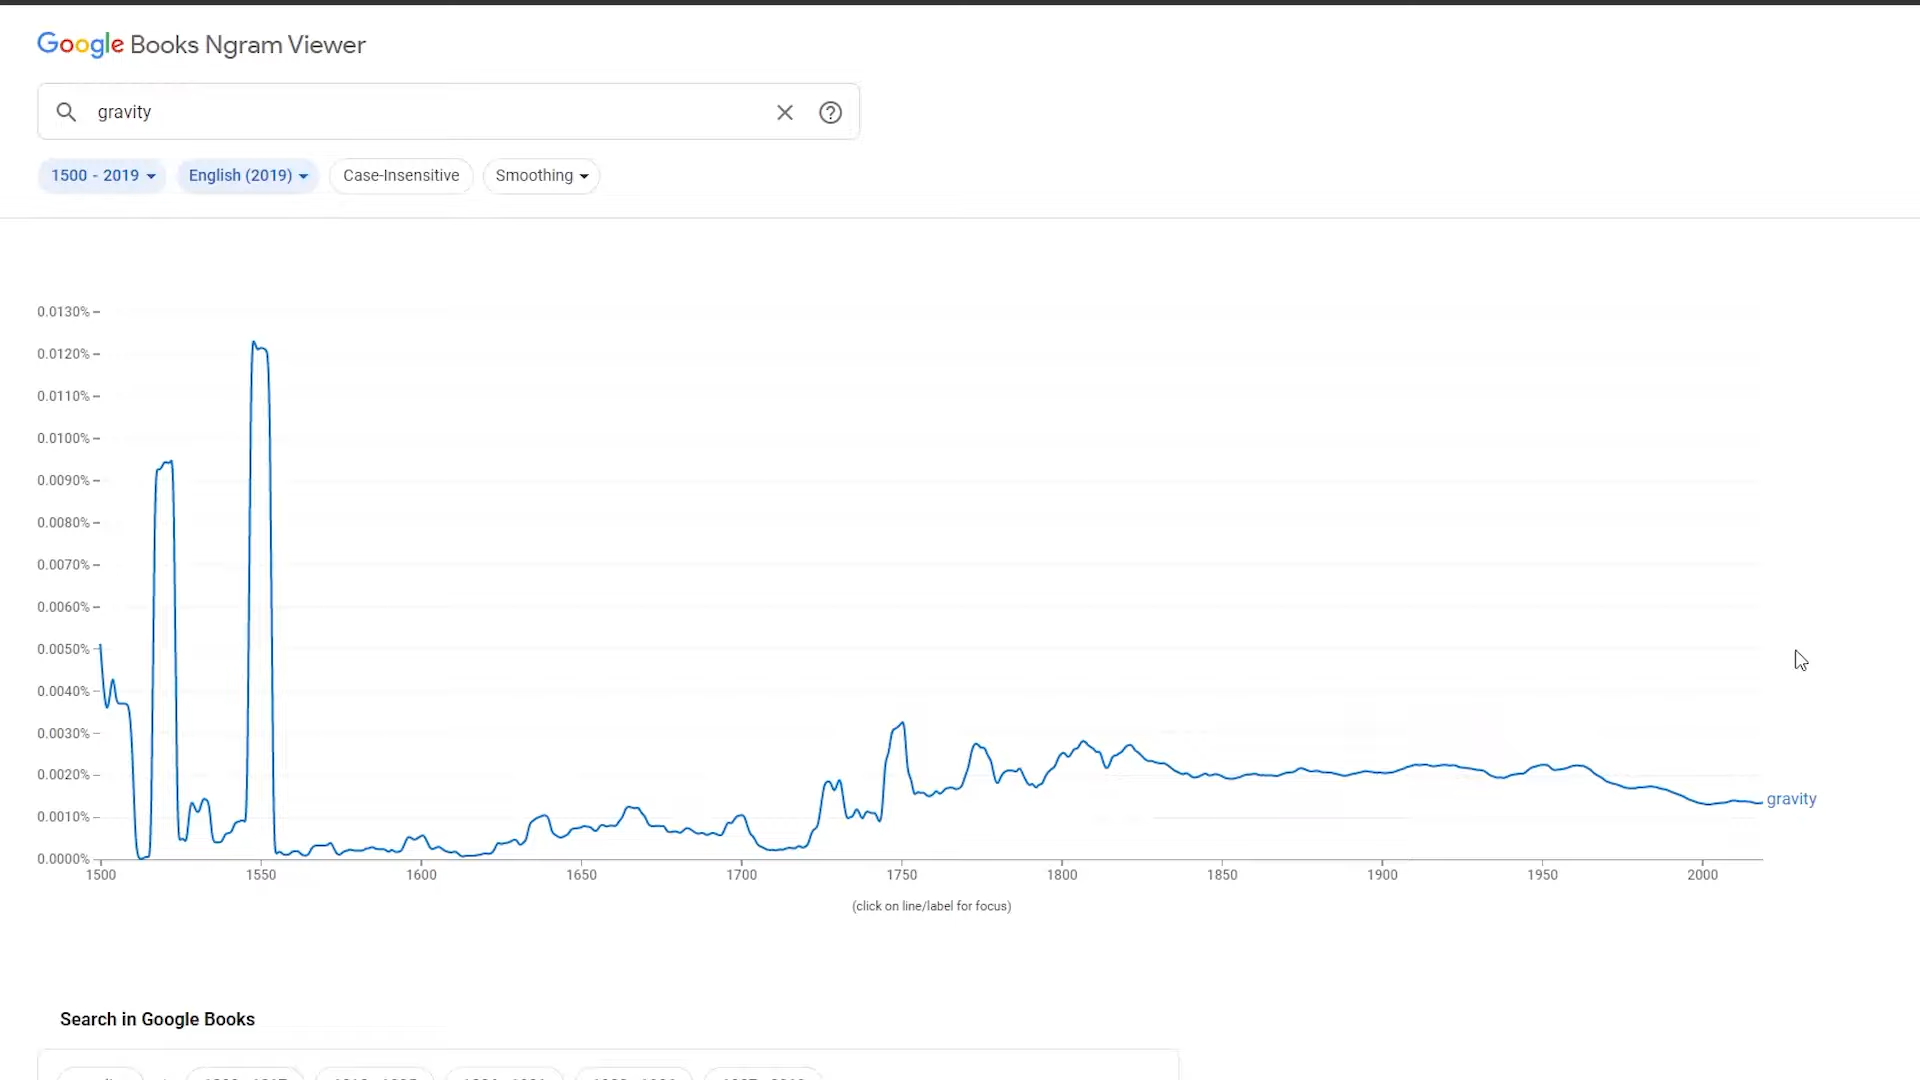 Google Books Ngram Viewer
gravity
1500 - 2019
English (2019)
Case-Insensitive
Smoothing
0.0130%
0.0120%
0.0110%
0.0100%
0.0090%
0.0080%
0.0070%
0.0060%
0.0050%
0.0040%
0.0030%
0.0020%
0.0010%
0.0000%
gravity
1500 1550 1600 1650 1700 1750 1800 1850 1900 1950 2000
(click on line/label for focus)
Search in Google Books